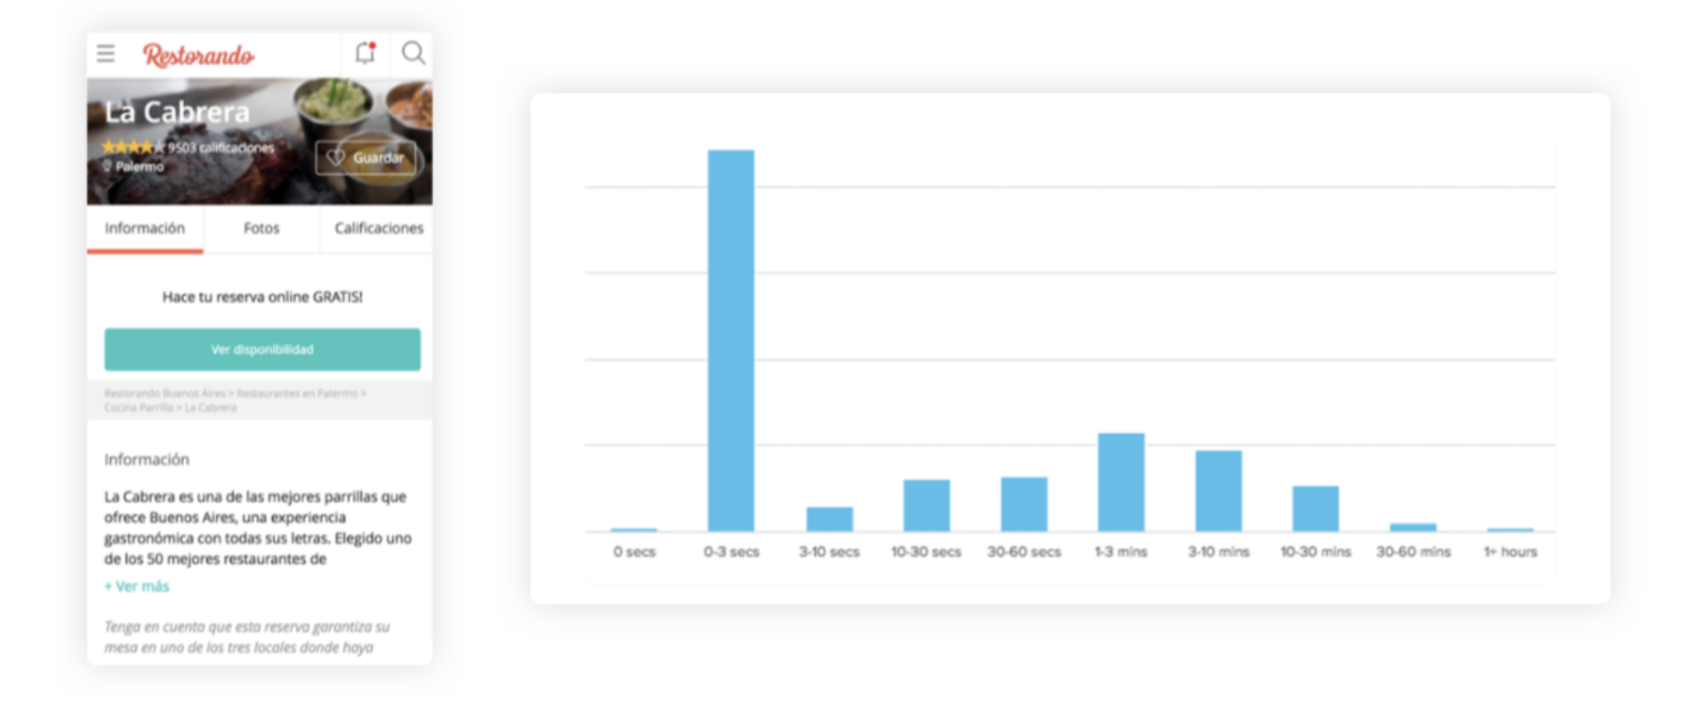 Restorando
La Cabrera
9503 calificaciones
Palermo
Guardar
Información
Fotos
Calificaciones
Hace tu reserva online GRATIS!
Ver disponibilidad
Restorando Buenos Aires > Restaurantes en Palermo >
Cocina Parrilla > La Cabrera
Información
La Cabrera es una de las mejores parrillas que
ofrece Buenos Aires, una experiencia
gastronómica con todas sus letras. Elegido uno
de los 50 mejores restaurantes de
+ Ver más
Tenga en cuenta que esta reserva garantiza su
mesa en uno de los tres locales donde haya
0 secs
0-3 secs
3-10 secs
10-30 secs
30-60 secs
1-3 mins
3-10 mins
10-30 mins
30-60 mins
1+ hours